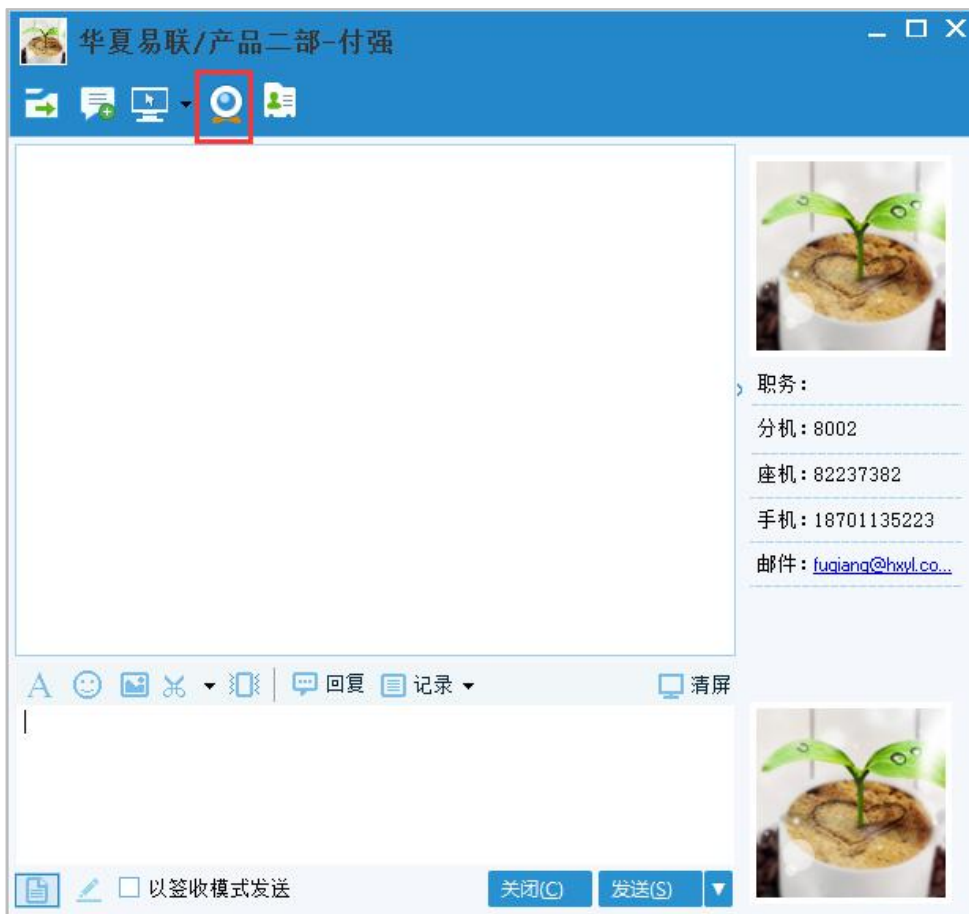 华夏易联/产品二部-付强
职务:
分机:8002
座机:82237382
手机:18701135223
邮件:fuqiang@hxyl.co...
A
回复 记录 清屏
以签收模式发送
关闭(C) 发送(S)